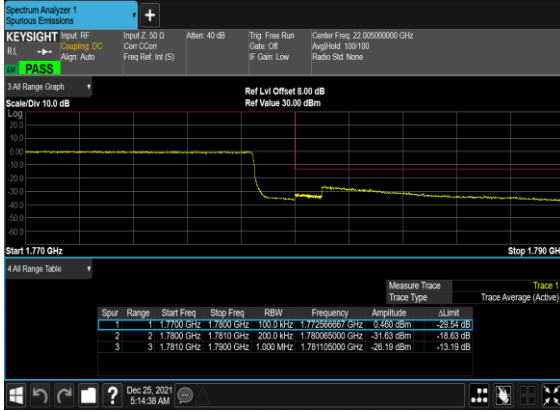 Spectrum Analyzer 1
Spurious Emissions
+
KEYSIGHT Input: RF Input Z: 50 Ω Atten: 40 dB Trig: Free Run Center Freq: 22.005000000 GHz
RL Coupling: DC Corr CCorr Gate: Off Avg|Hold: 100/100
Align: Auto Freq Ref: Int (S) IF Gain: Low Radio Std: None
PASS
3 All Range Graph Ref Lvl Offset 8.00 dB
Scale/Div 10.0 dB Ref Value 30.00 dBm
Log
20.0
10.0
0.00
-10.0
-20.0
-30.0
-40.0
-50.0
-60.0
Start 1.770 GHz Stop 1.790 GH
4 All Range Table
Measure Trace Trace 1
Trace Type Trace Average (Active)
Spur Range Start Freq Stop Freq RBW Frequency Amplitude ΔLimit
1 1 1.7700 GHz 1.7800 GHz 100.0 kHz 1.772566667 GHz 0.460 dBm -29.54 dB
2 2 1.7800 GHz 1.7810 GHz 200.0 kHz 1.780065000 GHz -31.63 dBm -18.63 dB
3 3 1.7810 GHz 1.7900 GHz 1.000 MHz 1.781105000 GHz -26.19 dBm -13.19 dB
? Dec 25, 2021
5:14:38 AM